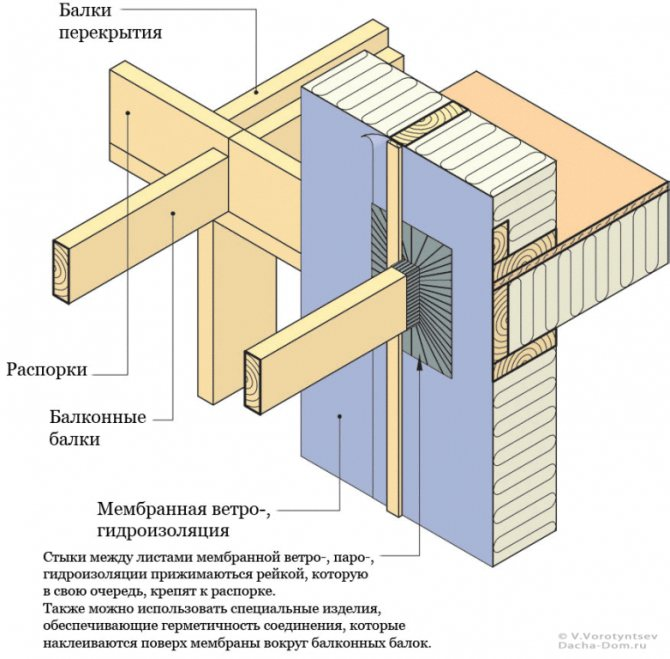 Балки
перекрытия
Распорки
Балконные
балки
Мембранная ветро-,
гидроизоляция
Стыки между листами мембранной ветро-, паро-,
гидроизоляции прижимаються рейкой, которую
в свою очередь, крепят к распорке.
Также можно использовать специальные изделия,
обеспечивающие герметичность соединения, которые
наклеиваются поверх мембраны вокруг балконных балок.
© V.Vorotyntsev
Dacha-Dom.ru